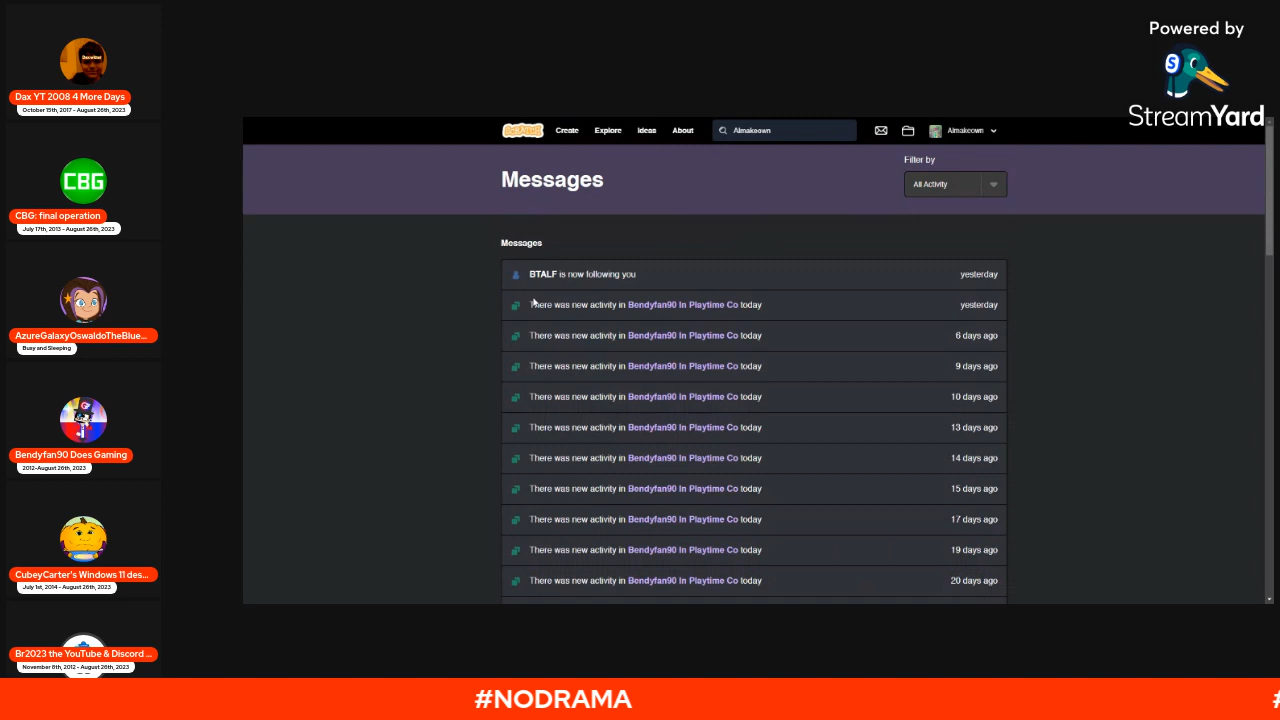 Dax YT 2008 4 More Days
October 15th, 2017 - August 26th, 2023
CBG
CBG: final operation
July 17th, 2013 - August 26th, 2023
AzureGalaxyOswaldoTheBlue...
Busy and Sleeping
Bendyfan90 Does Gaming
2012-August 26th, 2023
CubeyCarter's Windows 11 des...
July 1st, 2014 - August 26th, 2023
Br2023 the YouTube & Discord ...
November 8th, 2012 - August 26th, 2023
Powered by
S
StreamYard
SCRATCH Create Explore Ideas About Almakeown Almakeown
Messages
Filter by
All Activity
Messages
BTALF is now following you yesterday
There was new activity in Bendyfan90 In Playtime Co today yesterday
There was new activity in Bendyfan90 In Playtime Co today 6 days ago
There was new activity in Bendyfan90 In Playtime Co today 9 days ago
There was new activity in Bendyfan90 In Playtime Co today 10 days ago
There was new activity in Bendyfan90 In Playtime Co today 13 days ago
There was new activity in Bendyfan90 In Playtime Co today 14 days ago
There was new activity in Bendyfan90 In Playtime Co today 15 days ago
There was new activity in Bendyfan90 In Playtime Co today 17 days ago
There was new activity in Bendyfan90 In Playtime Co today 19 days ago
There was new activity in Bendyfan90 In Playtime Co today 20 days ago
#NODRAMA